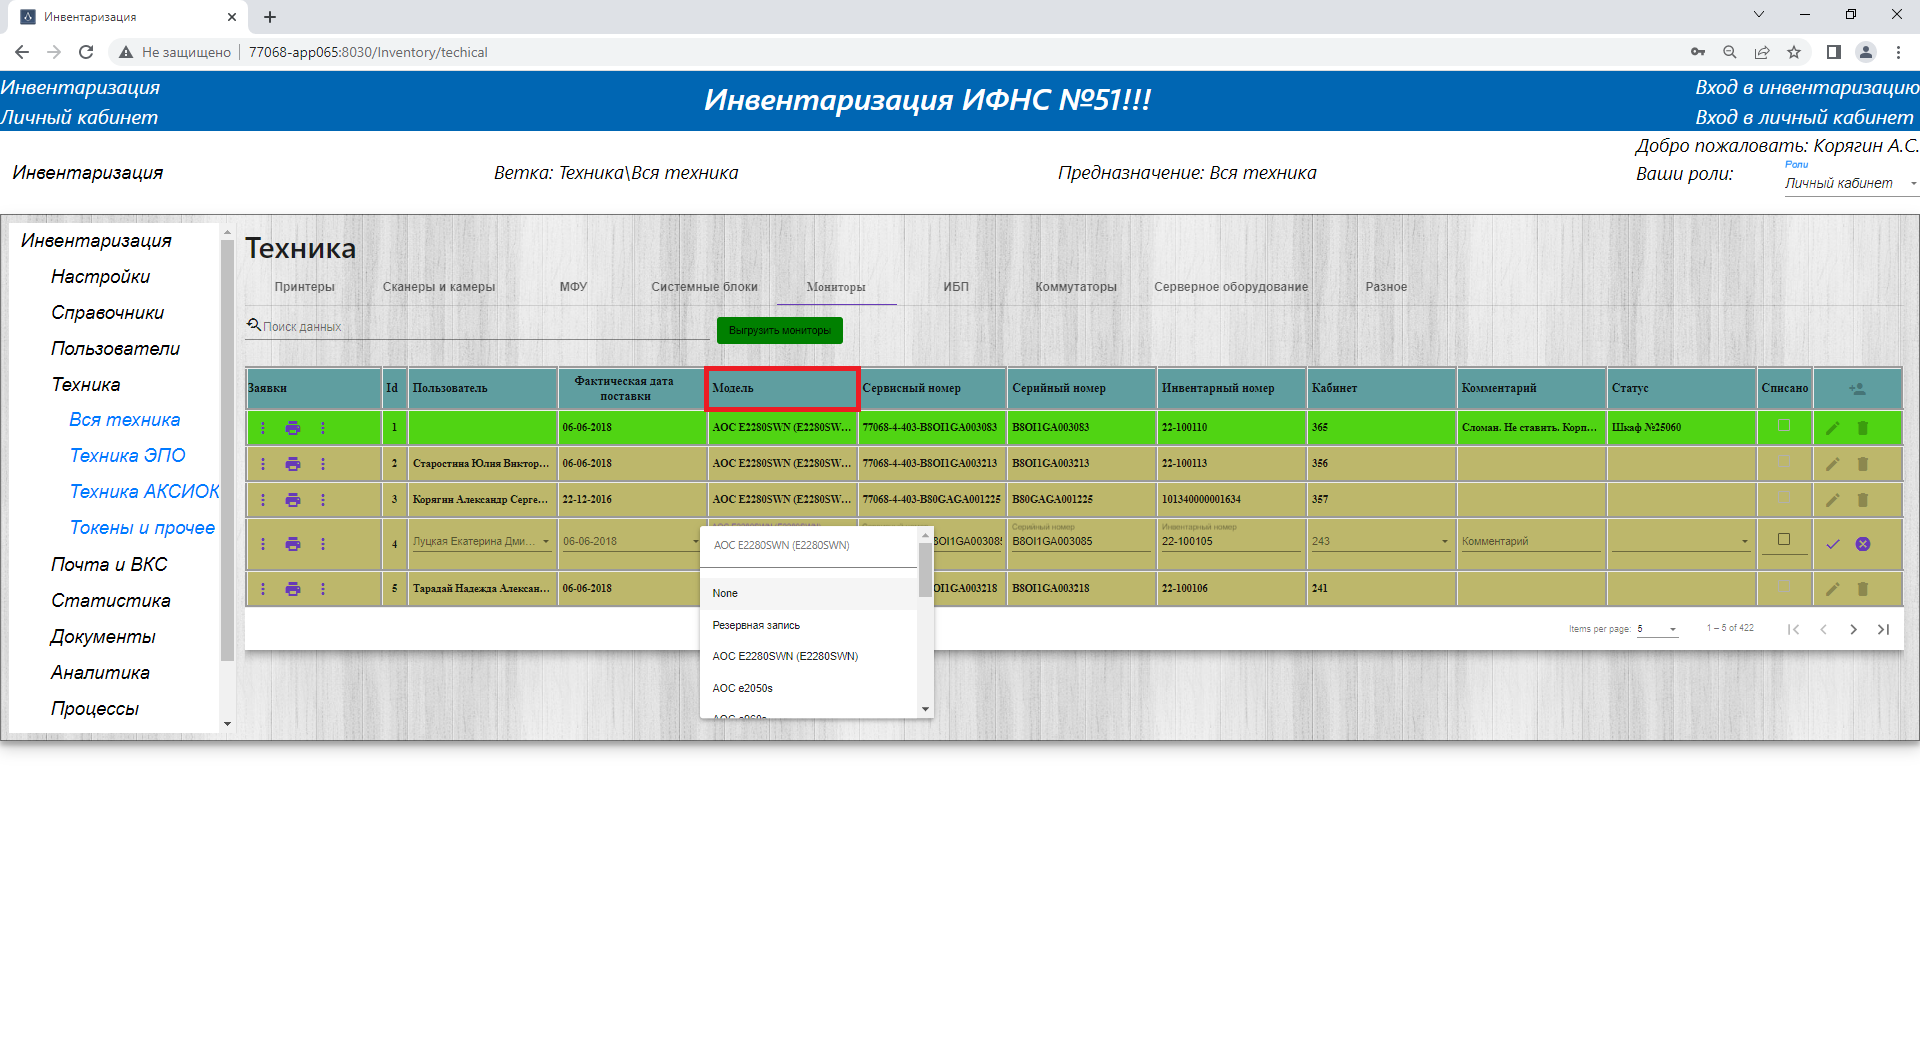 Инвентаризация
Не защищено
77068-app065:8030/Inventory/techical
Инвентаризация
Личный кабинет
Инвентаризация ИФНС №51!!!
Вход в инвентаризацию
Вход в личный кабинет
Добро пожаловать: Корягин А.С.
Инвентаризация
Ветка: Техника\Вся техника
Предназначение: Вся техника
Ваши роли:
Роли
Личный кабинет
Инвентаризация
Настройки
Справочники
Пользователи
Техника
Вся техника
Техника ЭПО
Техника АКСИОК
Токены и прочее
Почта и ВКС
Статистика
Документы
Аналитика
Процессы
Техника
Принтеры Сканеры и камеры МФУ Системные блоки Мониторы ИБП Коммутаторы Серверное оборудование Разное
Поиск данных
Выгрузить мониторы
Заявки Id Пользователь Фактическая дата поставки Модель Сервисный номер Серийный номер Инвентарный номер Кабинет Комментарий Статус Списано
1 06-06-2018 AOC E2280SWN (E2280SW... 77068-4-403-B8OI1GA003083 B8OI1GA003083 22-100110 365 Сломан. Не ставить. Корп... Шкаф №25060
2 Старостина Юлия Виктор... 06-06-2018 AOC E2280SWN (E2280SW... 77068-4-403-B8OI1GA003213 B8OI1GA003213 22-100113 356
3 Корягин Александр Серге... 22-12-2016 AOC E2280SWN (E2280SW... 77068-4-403-B80GAGA001225 B80GAGA001225 101340000001634 357
Серийный номер Инвентарный номер
4 Луцкая Екатерина Дми... 06-06-2018 B8OI1GA003085 B8OI1GA003085 22-100105 243 Комментарий
5 Тарадай Надежда Алексан... 06-06-2018 OI1GA003218 B8OI1GA003218 22-100106 241
AOC E2280SWN (E2280SWN)
None
Резервная запись
AOC E2280SWN (E2280SWN)
AOC e2050s
Items per page: 5 1 – 5 of 422